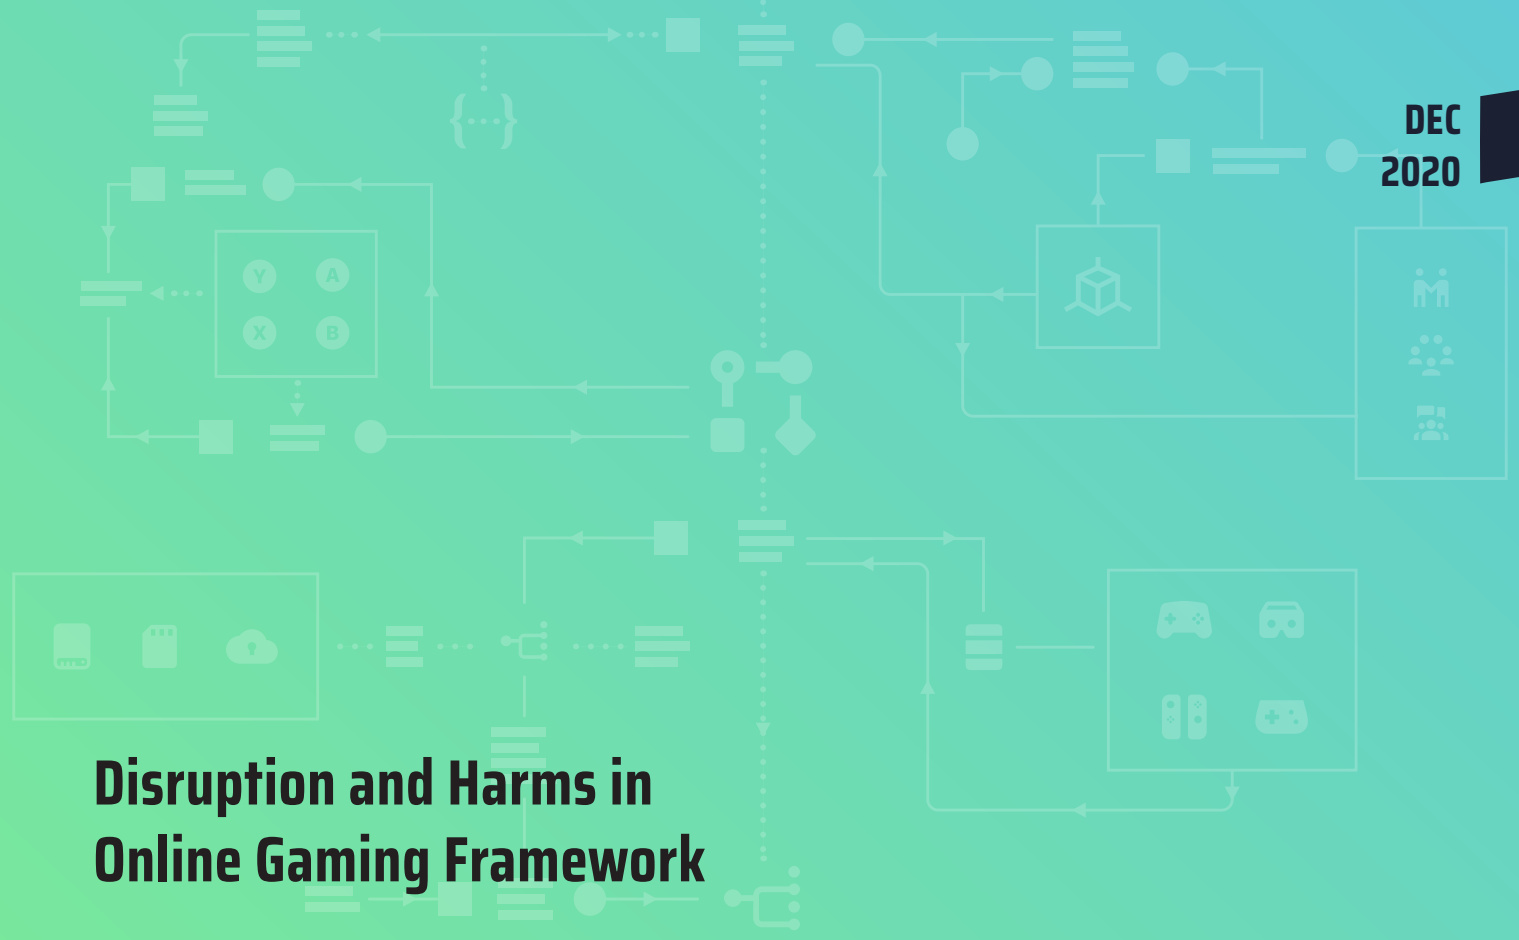 DEC
2020
Y A
X B
Disruption and Harms in
Online Gaming Framework